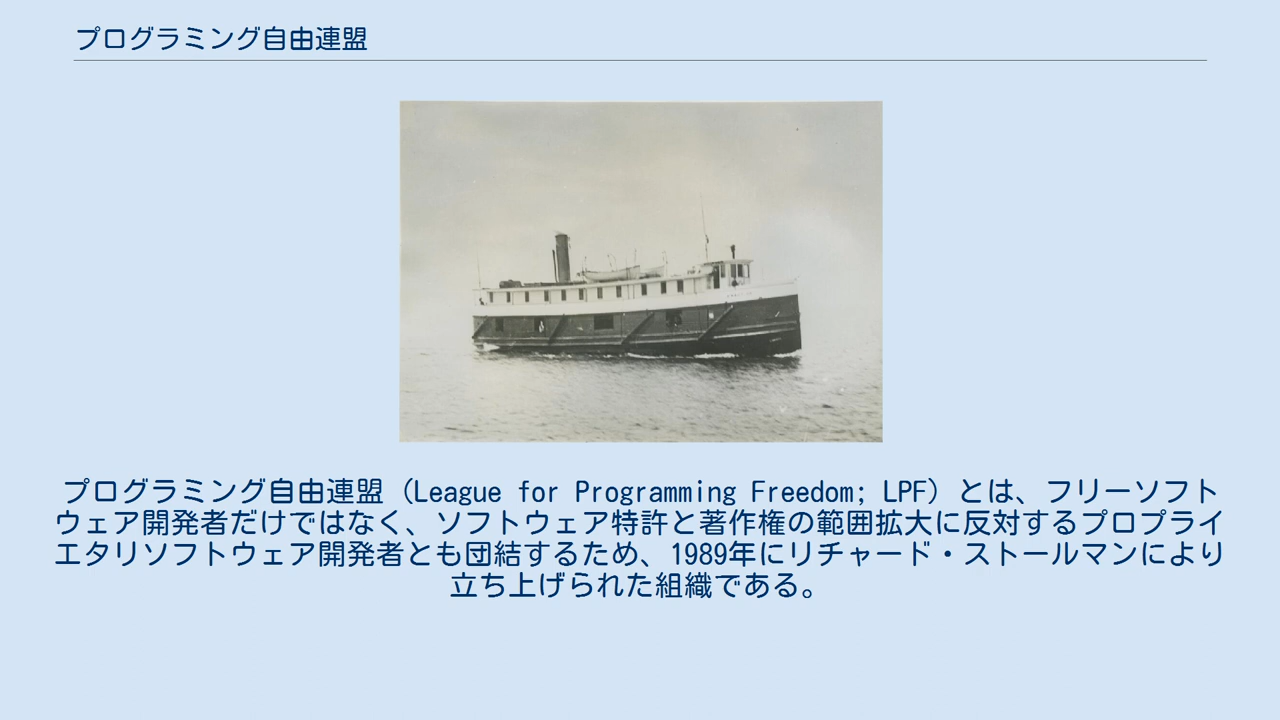 プログラミング自由連盟
プログラミング自由連盟（League for Programming Freedom; LPF）とは、フリーソフト
ウェア開発者だけではなく、ソフトウェア特許と著作権の範囲拡大に反対するプロプライ
エタリソフトウェア開発者とも団結するため、1989年にリチャード・ストールマンにより
立ち上げられた組織である。